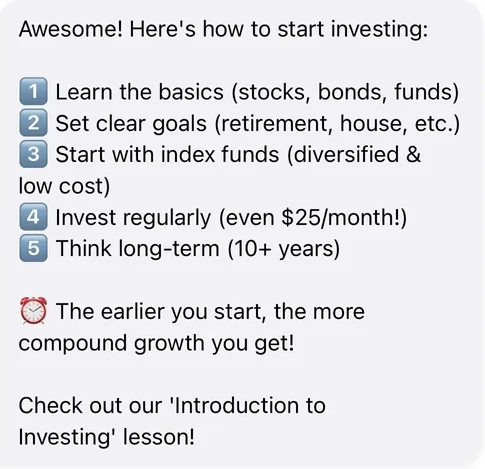 Awesome! Here's how to start investing:
1️⃣ Learn the basics (stocks, bonds, funds)
2️⃣ Set clear goals (retirement, house, etc.)
3️⃣ Start with index funds (diversified &
low cost)
4️⃣ Invest regularly (even $25/month!)
5️⃣ Think long-term (10+ years)
⏰ The earlier you start, the more
compound growth you get!
Check out our 'Introduction to
Investing' lesson!